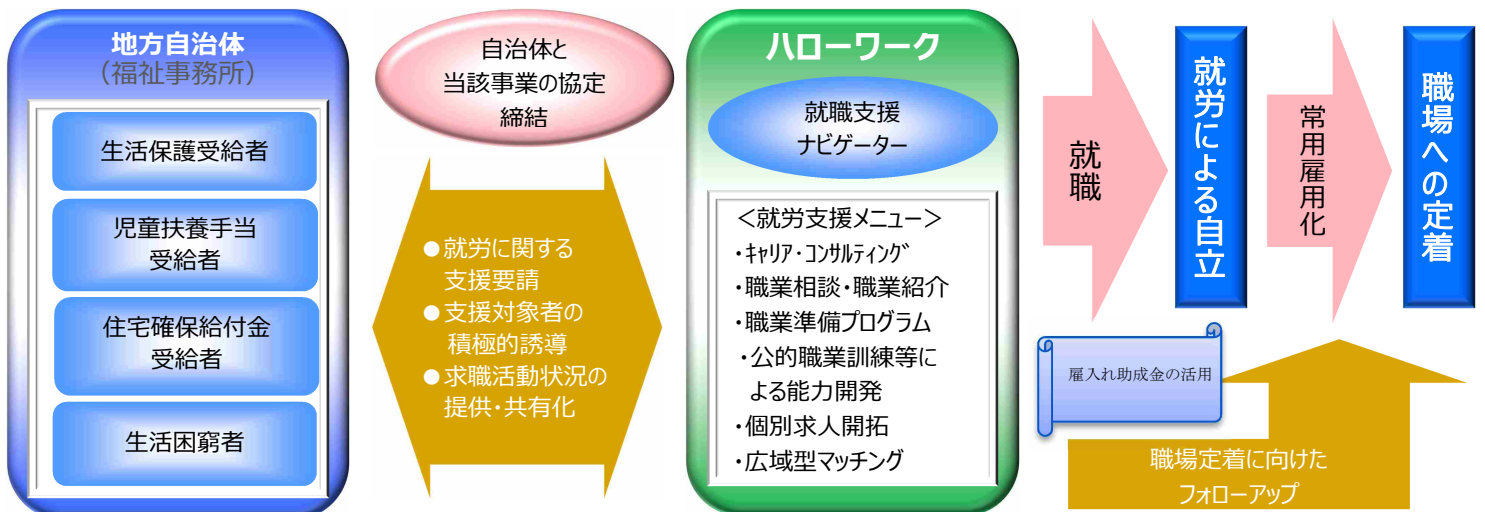 地方自治体
(福祉事務所)
生活保護受給者
児童扶養手当
受給者
住宅確保給付金
受給者
生活困窮者
自治体と
当該事業の協定
締結
●就労に関する
支援要請
●支援対象者の
積極的誘導
●求職活動状況の
提供・共有化
ハローワーク
就職支援
ナビゲーター
<就労支援メニュー>
・ｷｬﾘｱ・ｺﾝｻﾙﾃｨﾝｸﾞ
・職業相談・職業紹介
・職業準備プログラム
・公的職業訓練等に
よる能力開発
・個別求人開拓
・広域型マッチング
就職
就労による自立
常用雇用化
職場への定着
雇入れ助成金の活用
職場定着に向けた
フォローアップ